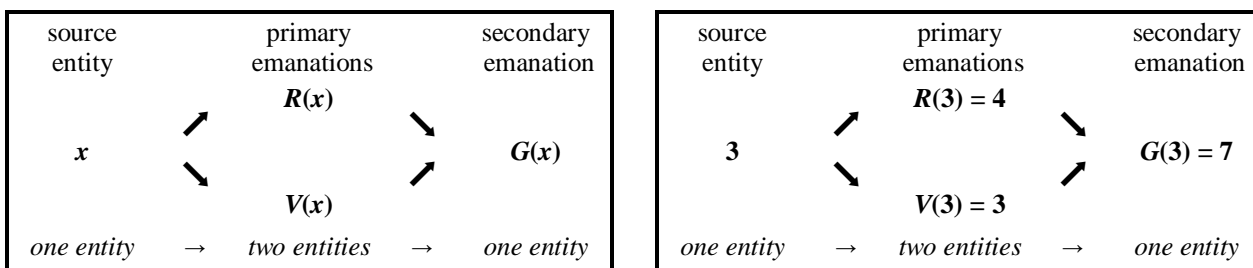 source primary secondary
entity emanations emanation
R(x)
x G(x)
V(x)
one entity → two entities → one entity
source primary secondary
entity emanations emanation
R(3) = 4
3 G(3) = 7
V(3) = 3
one entity → two entities → one entity